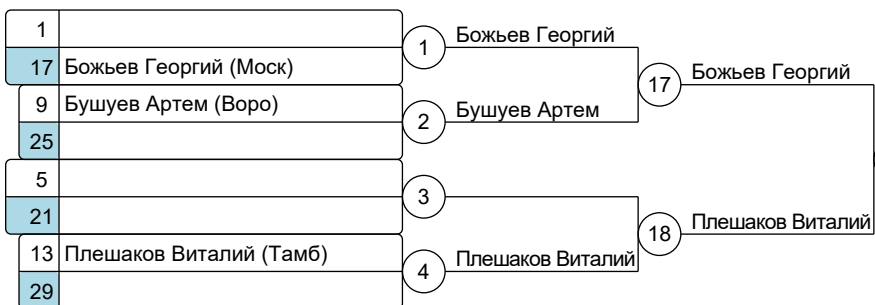 1
17 Божьев Георгий (Моск)
9 Бушуев Артем (Воро)
25
5
21
13 Плешаков Виталий (Тамб)
29
1 Божьев Георгий
2 Бушуев Артем
3
4 Плешаков Виталий
17 Божьев Георгий
18 Плешаков Виталий